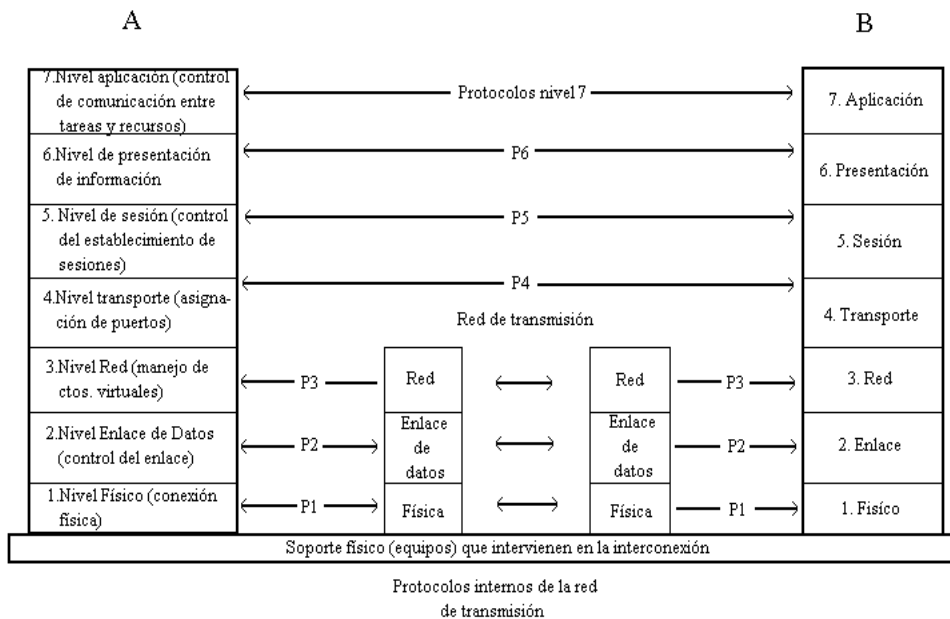 A
B
7.Nivel aplicación (control
de comunicación entre
tareas y recursos)
Protocolos nivel 7
7. Aplicación
6.Nivel de presentación
de información
P6
6. Presentación
5. Nivel de sesión (control
del establecimiento de
sesiones)
P5
5. Sesión
4.Nivel transporte (asigna-
ción de puertos)
P4
Red de transmisión
4. Transporte
3.Nivel Red (manejo de
ctos. virtuales)
P3
Red
Red
P3
3. Red
2.Nivel Enlace de Datos
(control del enlace)
P2
Enlace
de
datos
Enlace
de
datos
P2
2. Enlace
1.Nivel Físico (conexión
física)
P1
Física
Física
P1
1. Fisíco
Soporte físico (equipos) que intervienen en la interconexión
Protocolos internos de la red
de transmisión